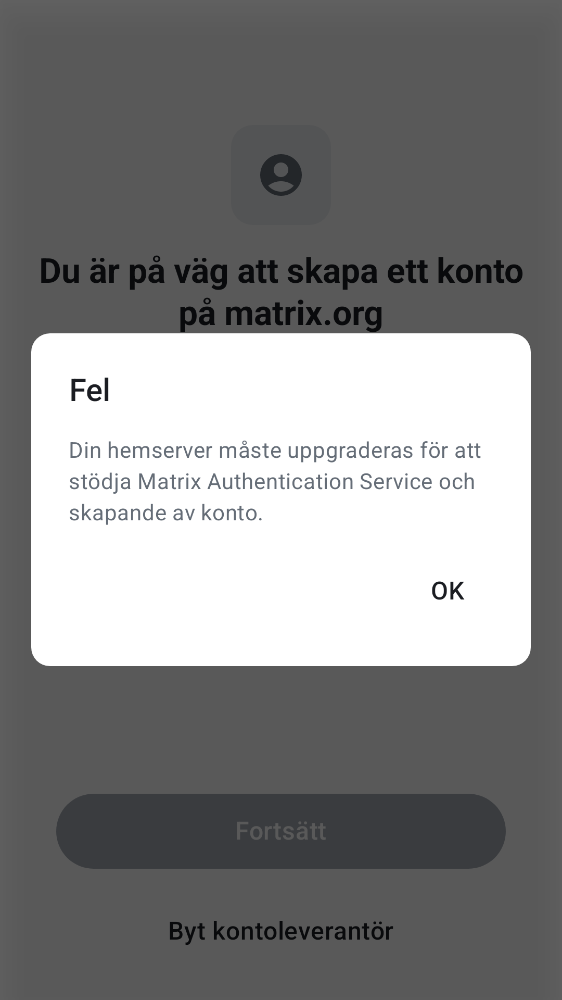 Du är på väg att skapa ett konto
på matrix.org
Fel
Din hemserver måste uppgraderas för att
stödja Matrix Authentication Service och
skapande av konto.
OK
Fortsätt
Byt kontoleverantör